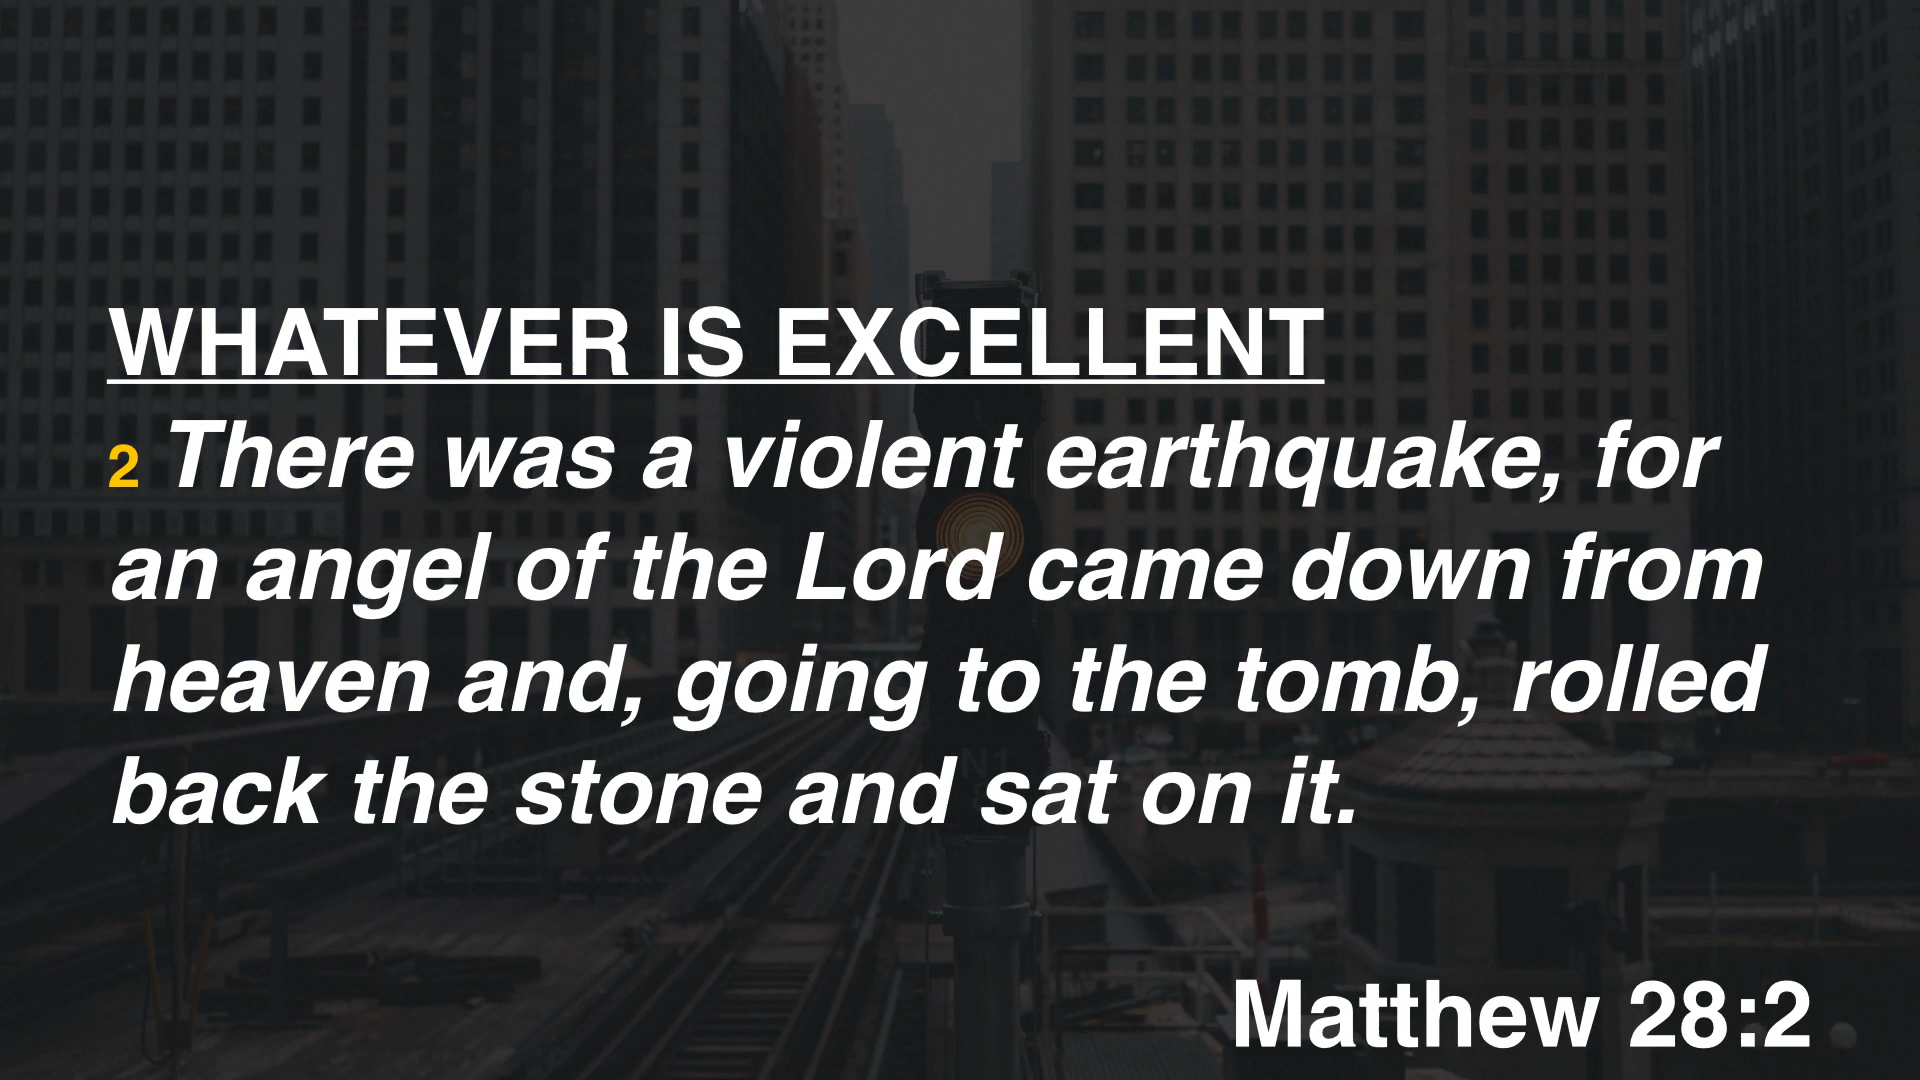 WHATEVER IS EXCELLENT
2 There was a violent earthquake, for
an angel of the Lord came down from
heaven and, going to the tomb, rolled
back the stone and sat on it.
N1
Matthew 28:2